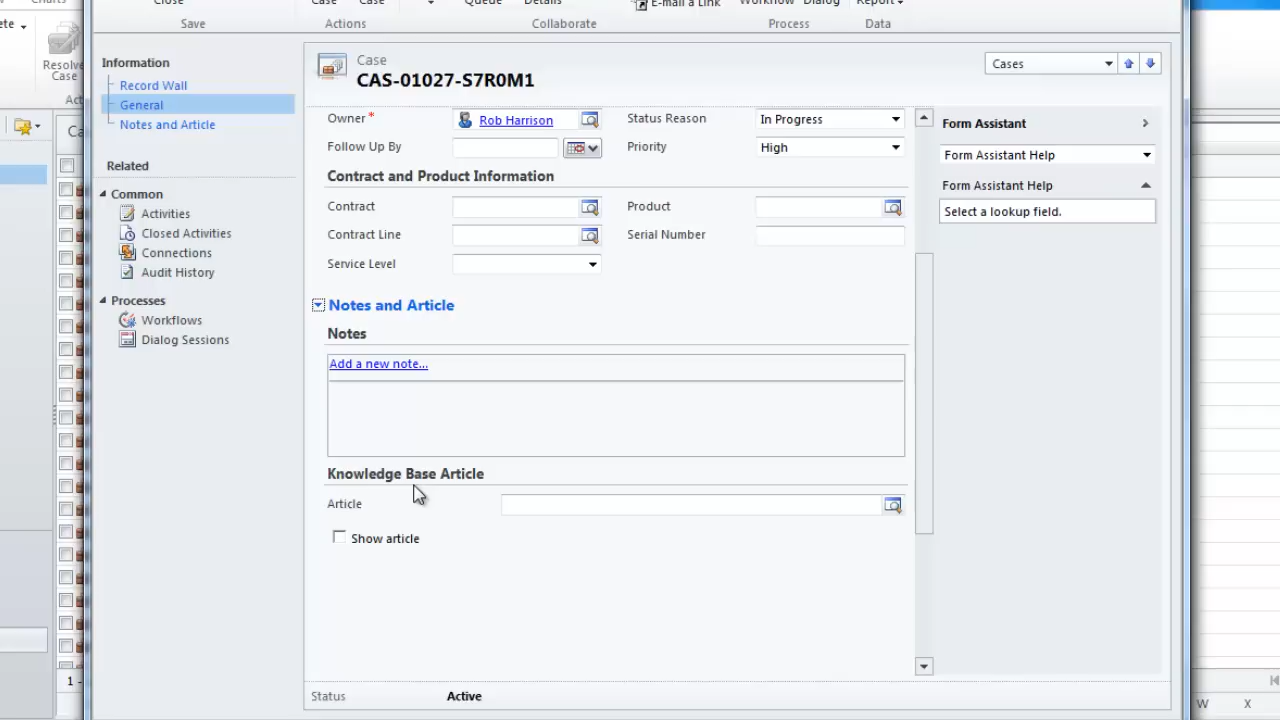 Close
Case
Case
Queue
Details
E-mail a Link
Workflow
Dialog
Report
Save
Actions
Collaborate
Process
Data
Resolve
Case
Information
Record Wall
General
Notes and Article
Related
Common
Activities
Closed Activities
Connections
Audit History
Processes
Workflows
Dialog Sessions
Case
CAS-01027-S7R0M1
Cases
Owner * Rob Harrison Status Reason In Progress
Follow Up By Priority High
Contract and Product Information
Contract Product
Contract Line Serial Number
Service Level
Notes and Article
Notes
Add a new note...
Knowledge Base Article
Article
Show article
Status Active
Form Assistant
Form Assistant Help
Form Assistant Help
Select a lookup field.
1 -
W X